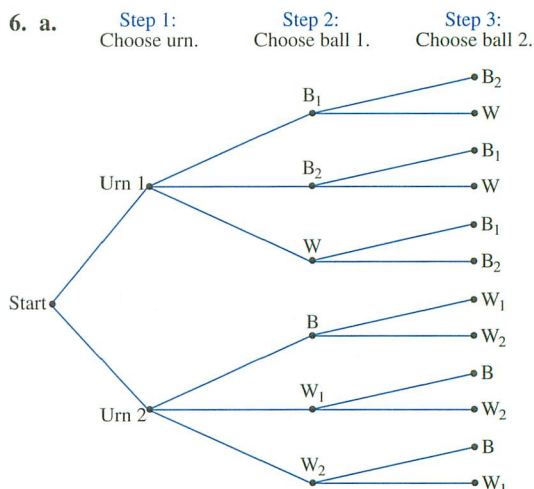 6. a. Step 1: Step 2: Step 3:
Choose urn. Choose ball 1. Choose ball 2.
B₂
B₁
W
B₁
B₂
Urn 1
W
B₁
W
B₂
W₁
Start
B
W₂
B
W₁
Urn 2
W₂
B
W₂
W₁